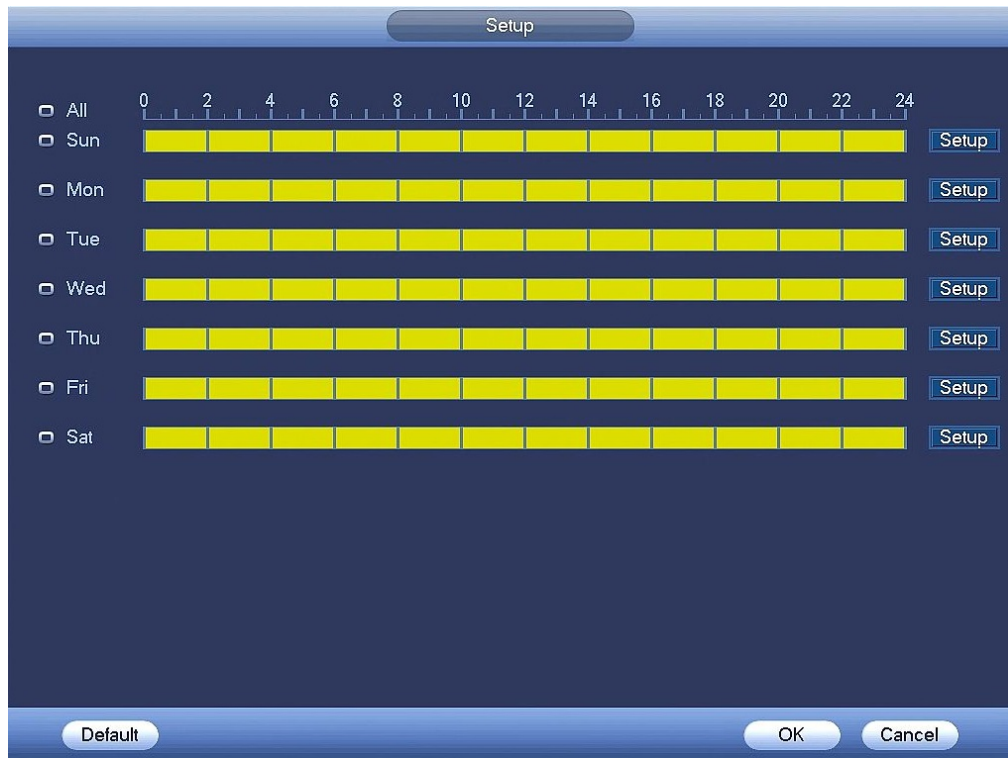 Setup
All 0 2 4 6 8 10 12 14 16 18 20 22 24
Sun Setup
Mon Setup
Tue Setup
Wed Setup
Thu Setup
Fri Setup
Sat Setup
Default OK Cancel